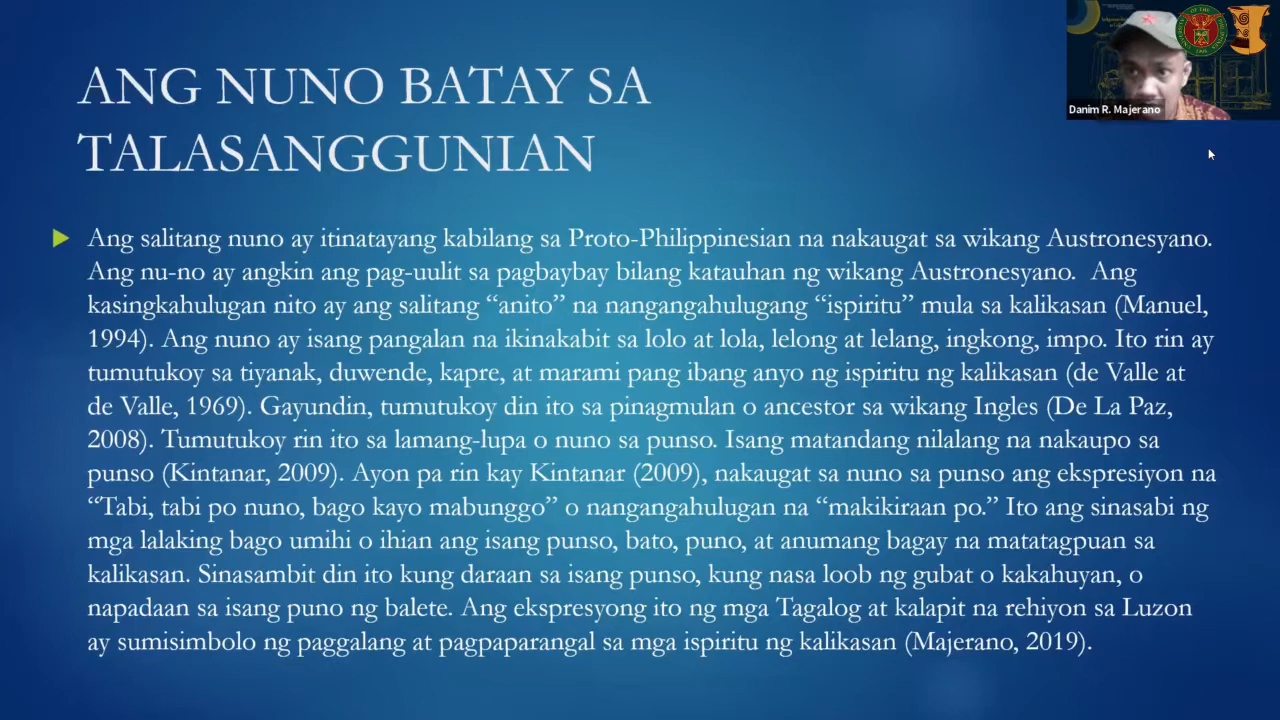 ANG NUNO BATAY SA
TALASANGGUNIAN
Danim R. Majerano
Ang salitang nuno ay itinatayang kabilang sa Proto-Philippinesian na nakaugat sa wikang Austronesyano.
Ang nu-no ay angkin ang pag-uulit sa pagbaybay bilang katauhan ng wikang Austronesyano. Ang
kasingkahulugan nito ay ang salitang “anito” na nangangahulugang “ispiritu” mula sa kalikasan (Manuel,
1994). Ang nuno ay isang pangalan na ikinakabit sa lolo at lola, lelong at lelang, ingkong, impo. Ito rin ay
tumutukoy sa tiyanak, duwende, kapre, at marami pang ibang anyo ng ispiritu ng kalikasan (de Valle at
de Valle, 1969). Gayundin, tumutukoy din ito sa pinagmulan o ancestor sa wikang Ingles (De La Paz,
2008). Tumutukoy rin ito sa lamang-lupa o nuno sa punso. Isang matandang nilalang na nakaupo sa
punso (Kintanar, 2009). Ayon pa rin kay Kintanar (2009), nakaugat sa nuno sa punso ang ekspresiyon na
“Tabi, tabi po nuno, bago kayo mabunggo” o nangangahulugan na “makikiraan po.” Ito ang sinasabi ng
mga lalaking bago umihi o ihian ang isang punso, bato, puno, at anumang bagay na matatagpuan sa
kalikasan. Sinasambit din ito kung daraan sa isang punso, kung nasa loob ng gubat o kakahuyan, o
napadaan sa isang puno ng balete. Ang ekspresyong ito ng mga Tagalog at kalapit na rehiyon sa Luzon
ay sumisimbolo ng paggalang at pagpaparangal sa mga ispiritu ng kalikasan (Majerano, 2019).